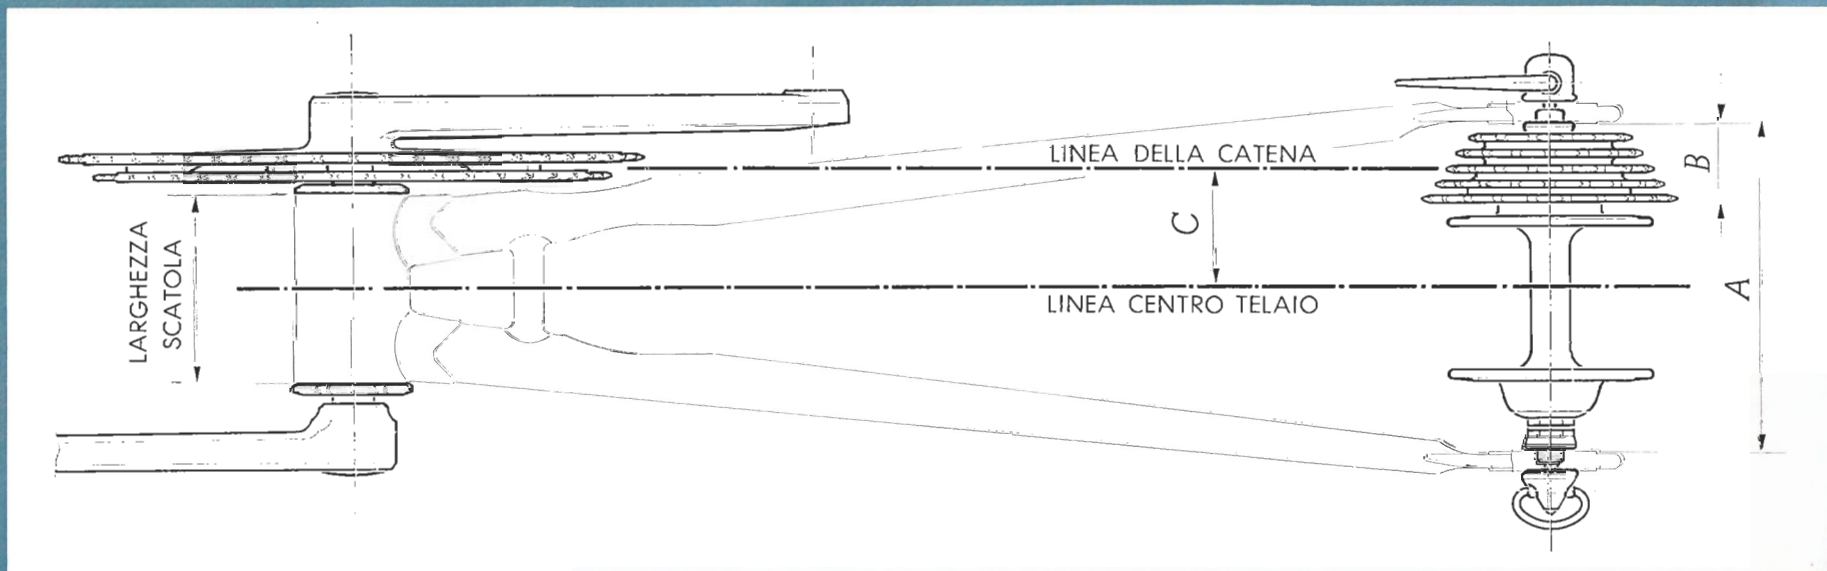 LINEA DELLA CATENA
B
C
A
LARGHEZZA
SCATOLA
LINEA CENTRO TELAIO